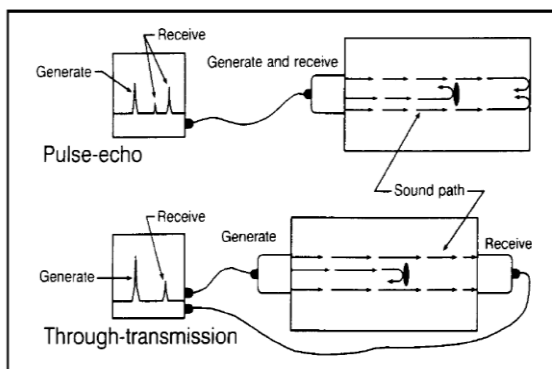 Receive
Generate
Generate and receive
Pulse-echo
Sound path
Receive
Generate
Receive
Generate
Through-transmission